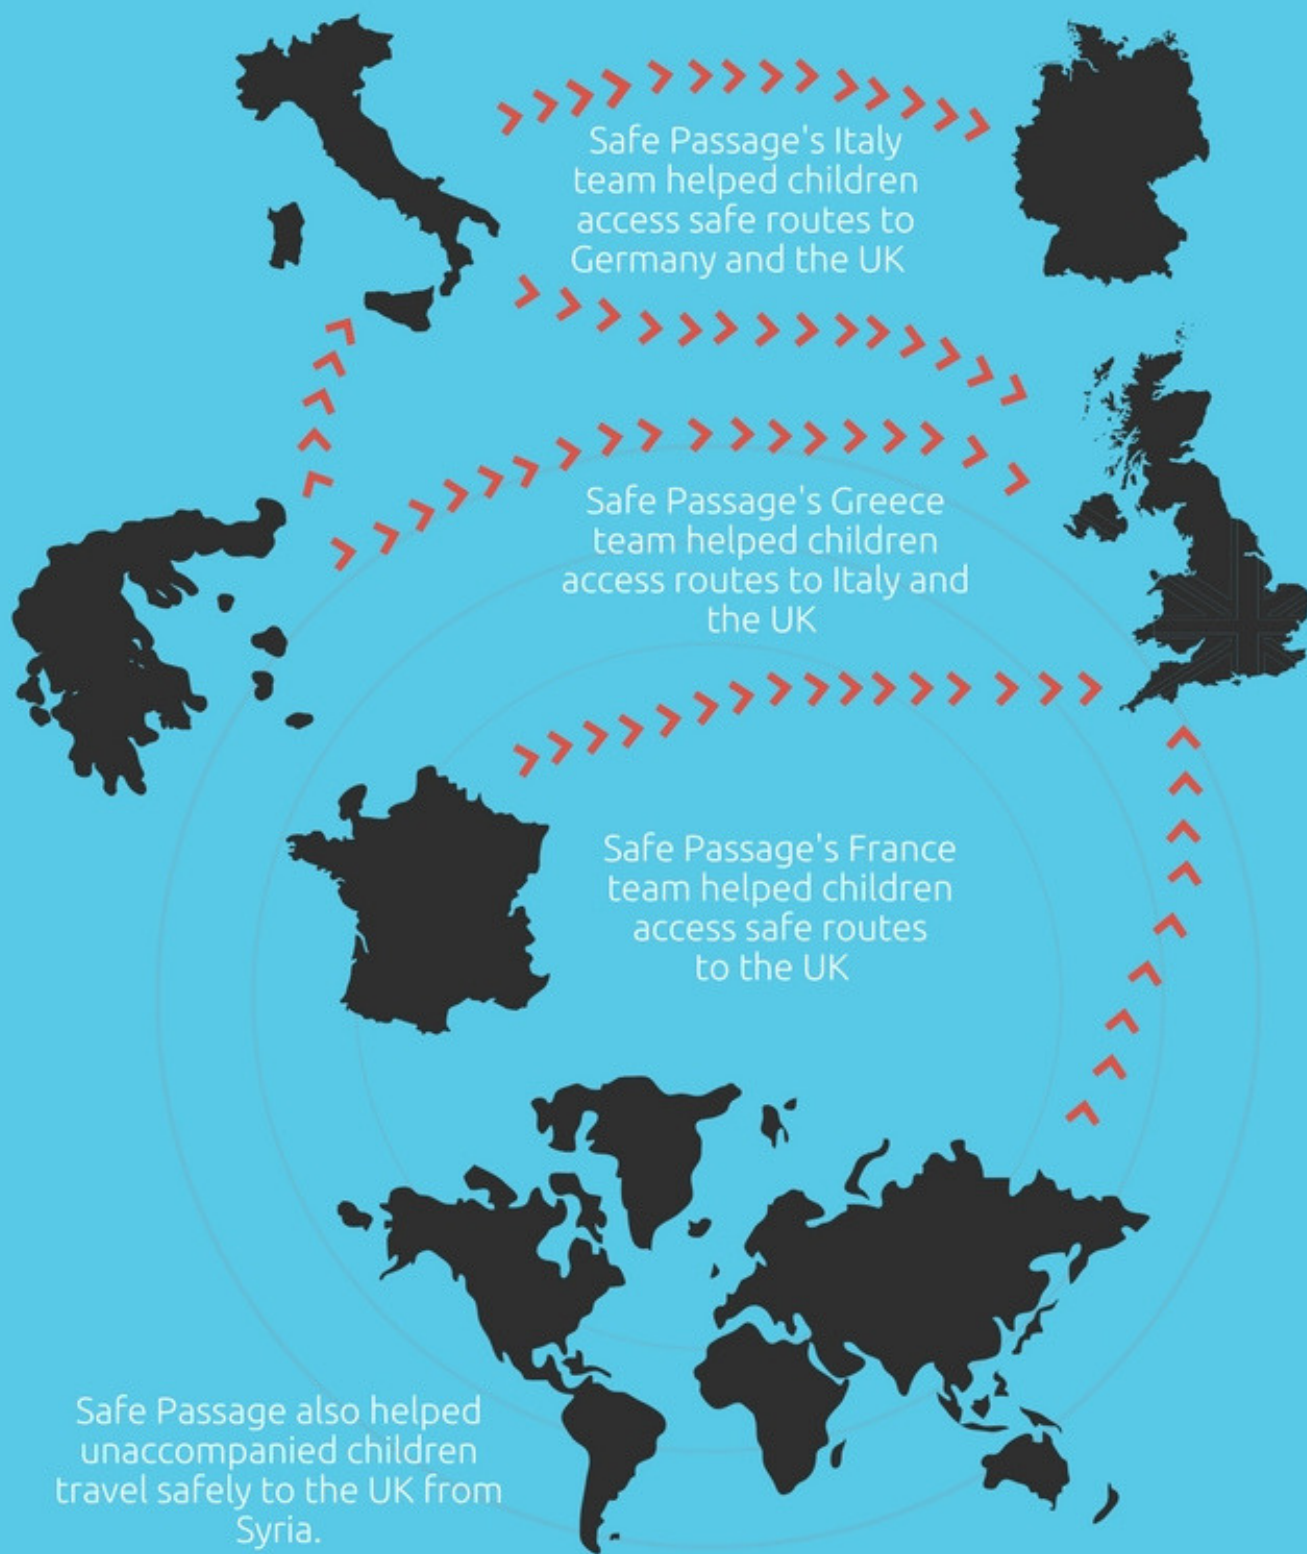 Safe Passage's Italy
team helped children
access safe routes to
Germany and the UK
Safe Passage's Greece
team helped children
access routes to Italy and
the UK
Safe Passage's France
team helped children
access safe routes
to the UK
Safe Passage also helped
unaccompanied children
travel safely to the UK from
Syria.